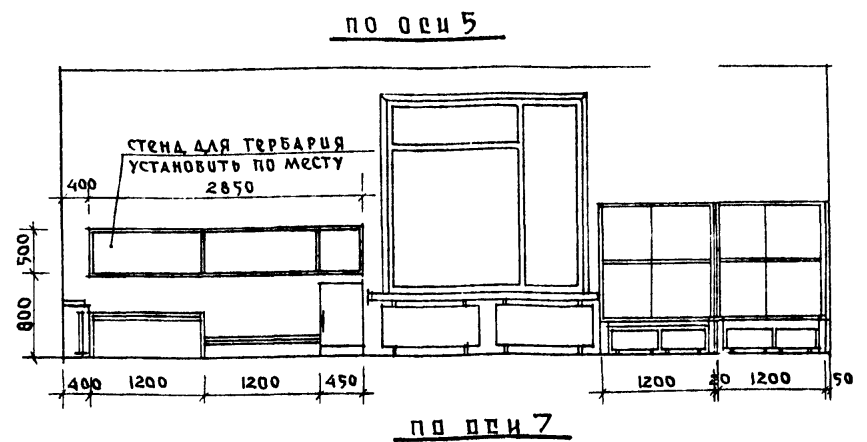 по оси 5
стенд для гербария
установить по месту
400 2850
500
800
400 1200 1200 450 1200 20 1200 50
по оси 7